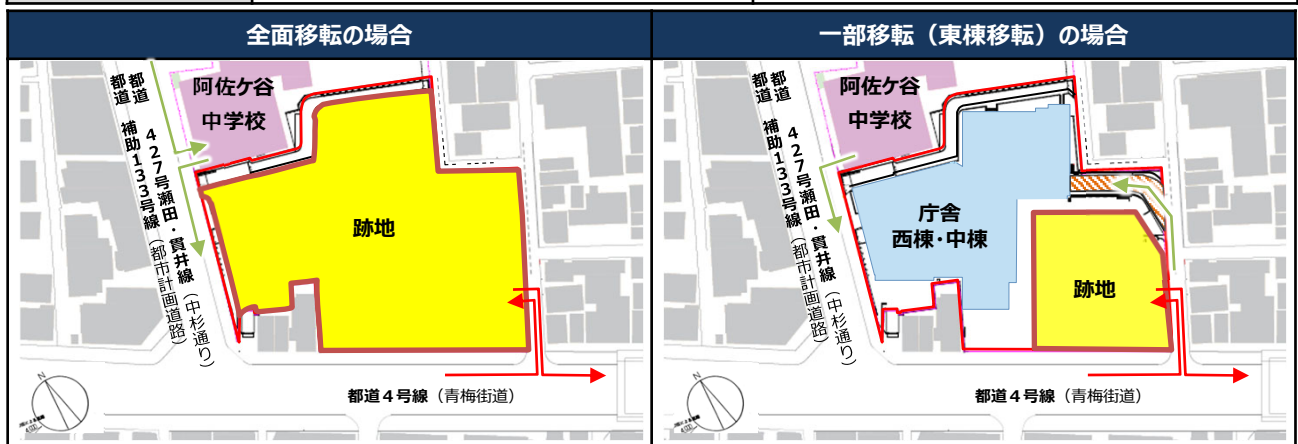 全面移転の場合
都道 427号瀬田・貫井線（中杉通り）
都道 補助133号線（都市計画道路）
阿佐ケ谷
中学校
跡地
都道4号線（青梅街道）
N
一部移転（東棟移転）の場合
都道 427号瀬田・貫井線（中杉通り）
都道 補助133号線（都市計画道路）
阿佐ケ谷
中学校
庁舎
西棟・中棟
跡地
都道4号線（青梅街道）
N